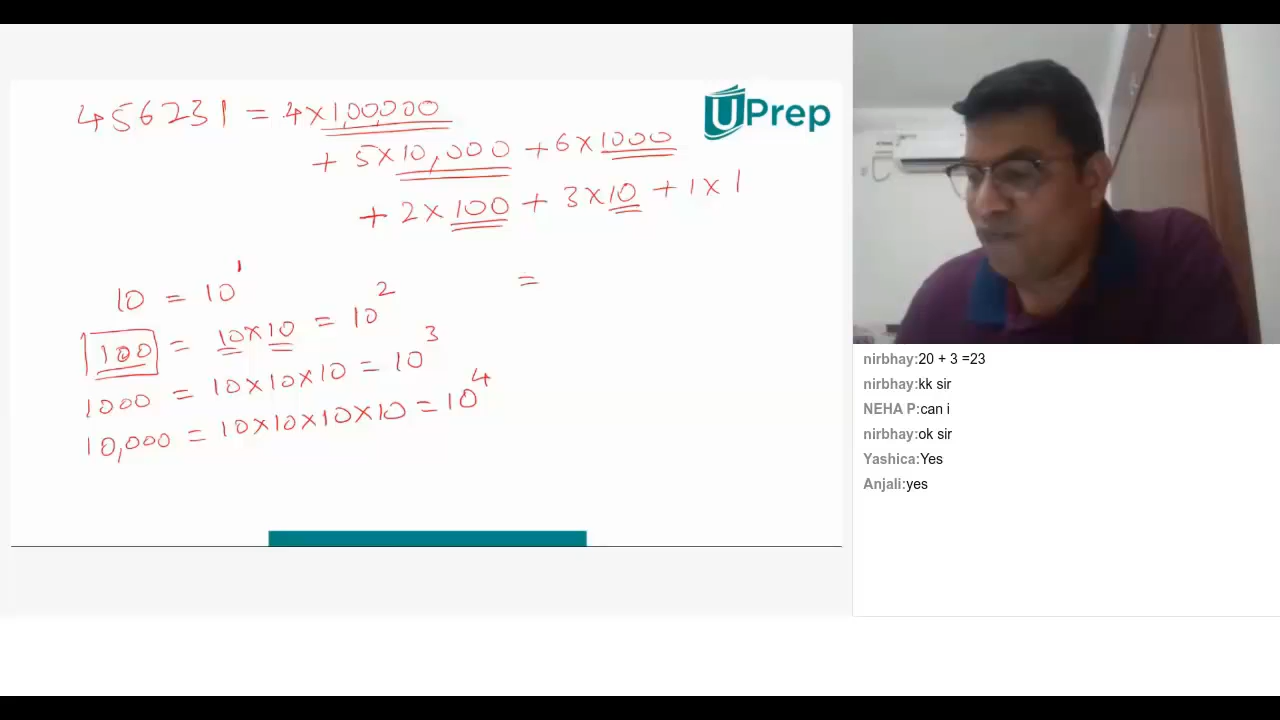 456231 = 4×1,00000
UPrep
+ 5×10,000 + 6×1000
+ 2×100 + 3×10 + 1×1
10 = 10¹
=
100 = 10×10 = 10²
1000 = 10×10×10 = 10³
10,000 = 10×10×10×10 = 10⁴
nirbhay:20 + 3 =23
nirbhay:kk sir
NEHA P:can i
nirbhay:ok sir
Yashica:Yes
Anjali:yes